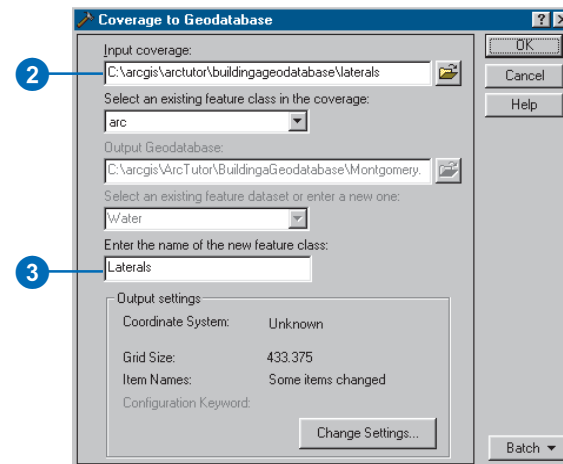 Coverage to Geodatabase
Input coverage:
2
C:\arcgis\arctutor\buildingageodatabase\laterals
Select an existing feature class in the coverage:
arc
Output Geodatabase:
C:\arcgis\ArcTutor\BuildingaGeodatabase\Montgomery.
Select an existing feature dataset or enter a new one:
Water
Enter the name of the new feature class:
3
Laterals
Output settings
Coordinate System: Unknown
Grid Size: 433.375
Item Names: Some items changed
Configuration Keyword:
Change Settings...
OK
Cancel
Help
Batch